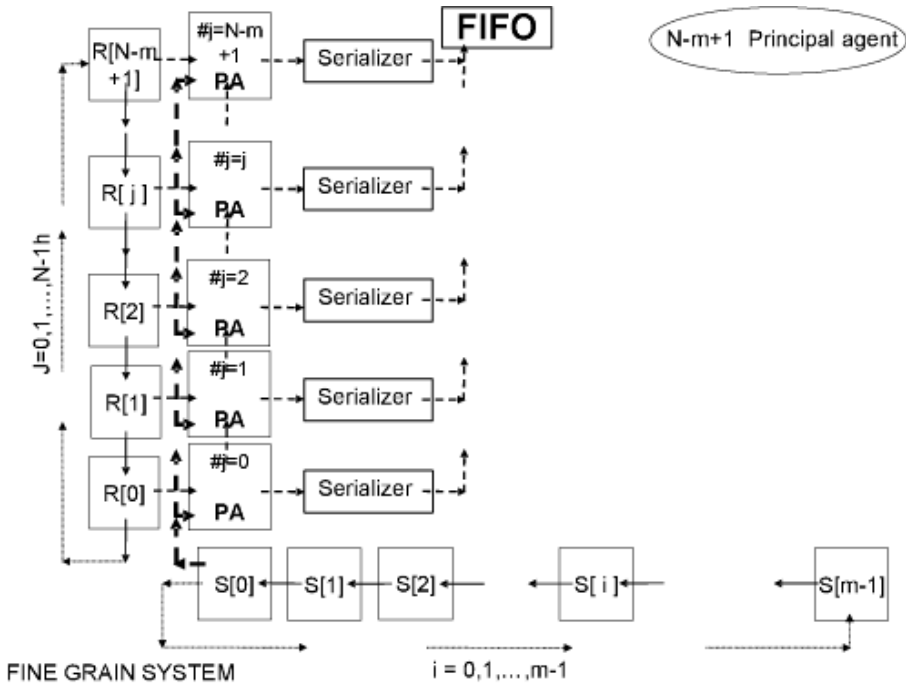 R[N-m
+1]
#j=N-m
+1
PA
Serializer
FIFO
N-m+1 Principal agent
R[ j ]
#j=j
PA
Serializer
J=0,1,...,N-1h
R[2]
#j=2
PA
Serializer
R[1]
#j=1
PA
Serializer
R[0]
#j=0
PA
Serializer
S[0]
S[1]
S[2]
S[ i ]
S[m-1]
FINE GRAIN SYSTEM
i = 0,1,...,m-1